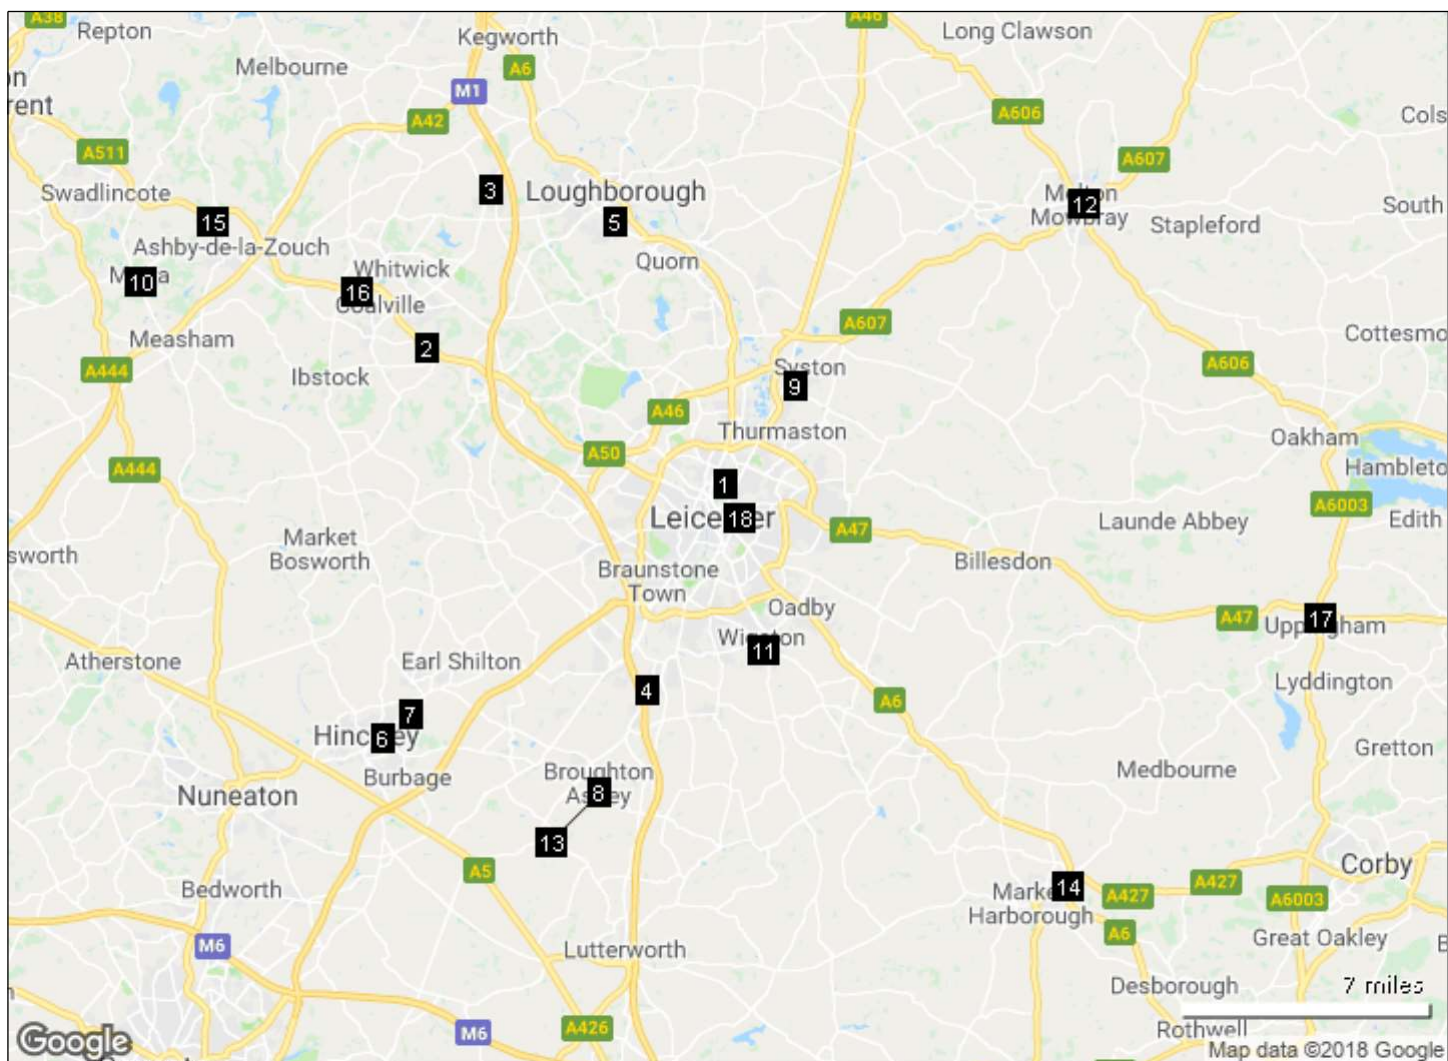 A38
Repton
Kegworth
A46
Long Clawson
Melbourne
A6
on
rent
M1
A42
A606
Cols
A511
A607
Swadlincote
3
Loughborough
12
South
15
5
Stapleford
Ashby-de-la-Zouch
Quorn
10
Whitwick
16
Measham
2
A607
Cottesmo
A444
Ibstock
Syston
9
A606
A46
Thurmaston
Oakham
A50
A444
Hambleto
1
A6003
18
Edith
A47
Launde Abbey
Market
Bosworth
sworth
Billesdon
Braunstone
Town
Oadby
A47
17
11
Atherstone
Earl Shilton
Lyddington
4
A6
7
6
Gretton
Burbage
Broughton
8
Medbourne
Nuneaton
13
Corby
A5
14
A427
A427
Bedworth
Harborough
A6003
A6
Great Oakley
M6
Lutterworth
Desborough
7 miles
M6
A426
Rothwell
Google
Map data ©2018 Google